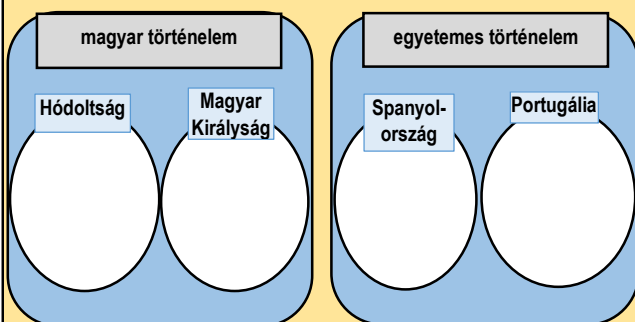 magyar történelem
egyetemes történelem
Hódoltság
Magyar
Királyság
Spanyol-
ország
Portugália